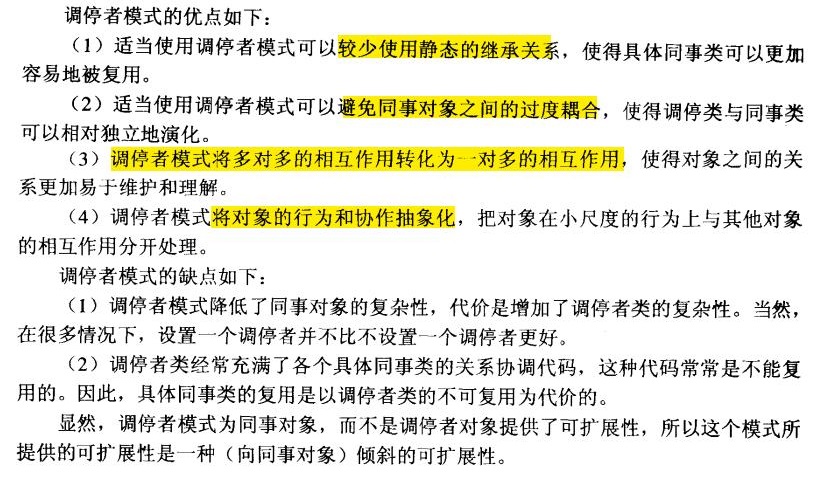 调停者模式的优点如下：
（1）适当使用调停者模式可以较少使用静态的继承关系，使得具体同事类可以更加
容易地被复用。
（2）适当使用调停者模式可以避免同事对象之间的过度耦合，使得调停类与同事类
可以相对独立地演化。
（3）调停者模式将多对多的相互作用转化为一对多的相互作用，使得对象之间的关
系更加易于维护和理解。
（4）调停者模式将对象的行为和协作抽象化，把对象在小尺度的行为上与其他对象
的相互作用分开处理。
调停者模式的缺点如下：
（1）调停者模式降低了同事对象的复杂性，代价是增加了调停者类的复杂性。当然，
在很多情况下，设置一个调停者并不比不设置一个调停者更好。
（2）调停者类经常充满了各个具体同事类的关系协调代码，这种代码常常是不能复
用的。因此，具体同事类的复用是以调停者类的不可复用为代价的。
显然，调停者模式为同事对象，而不是调停者对象提供了可扩展性，所以这个模式所
提供的可扩展性是一种（向同事对象）倾斜的可扩展性。